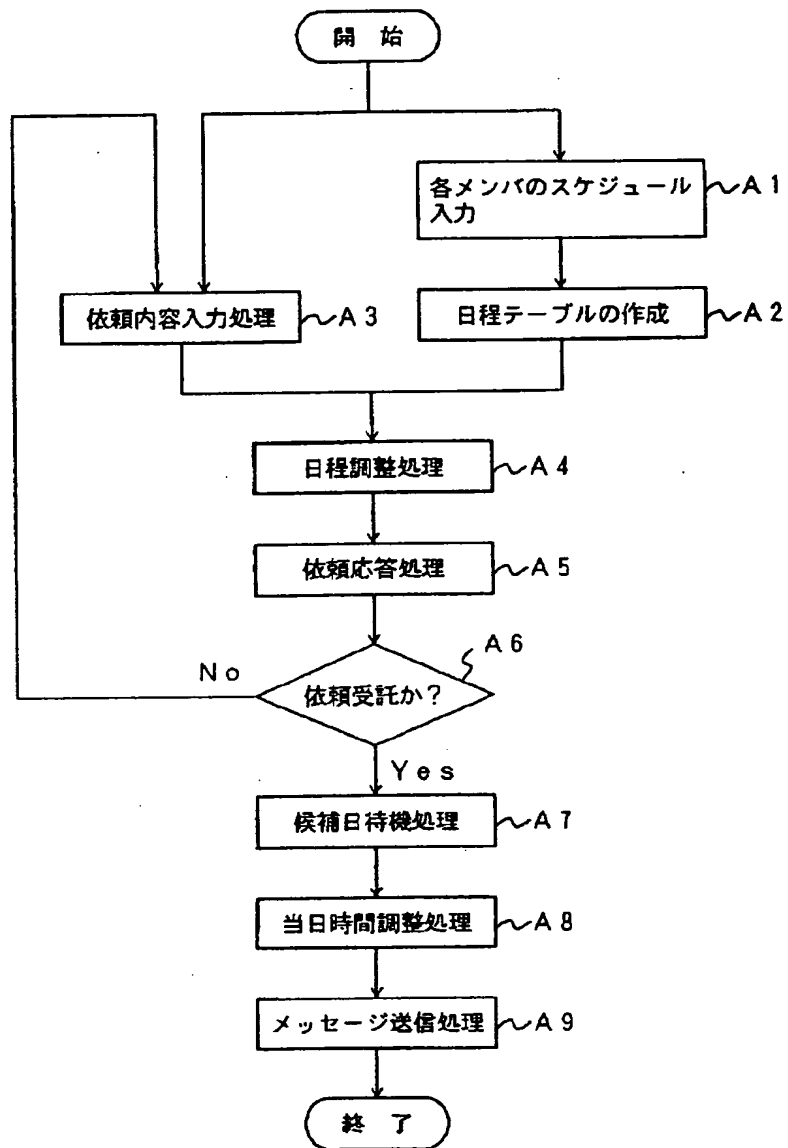 開 始
各メンバのスケジュール
入力
A1
依頼内容入力処理
A3
日程テーブルの作成
A2
日程調整処理
A4
依頼応答処理
A5
A6
No
依頼受託か?
Yes
候補日待機処理
A7
当日時間調整処理
A8
メッセージ送信処理
A9
終 了